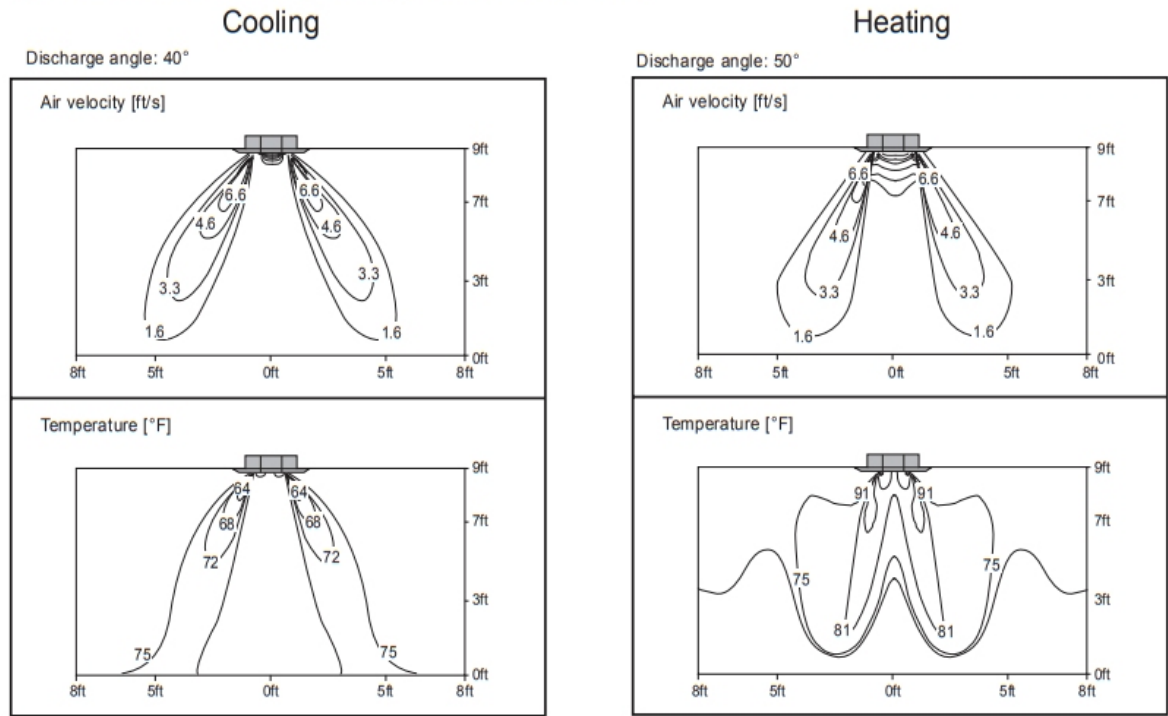 Cooling
Discharge angle: 40°
Air velocity [ft/s]
9ft
6.6
6.6
7ft
4.6
4.6
3.3
3.3
3ft
1.6
1.6
0ft
8ft 5ft 0ft 5ft 8ft
Temperature [°F]
9ft
64
64
68
68
7ft
72
72
3ft
75
75
0ft
8ft 5ft 0ft 5ft 8ft
Heating
Discharge angle: 50°
Air velocity [ft/s]
9ft
6.6
6.6
7ft
4.6
4.6
3.3
3.3
3ft
1.6
1.6
0ft
8ft 5ft 0ft 5ft 8ft
Temperature [°F]
9ft
91
91
7ft
75
75
3ft
81
81
0ft
8ft 5ft 0ft 5ft 8ft